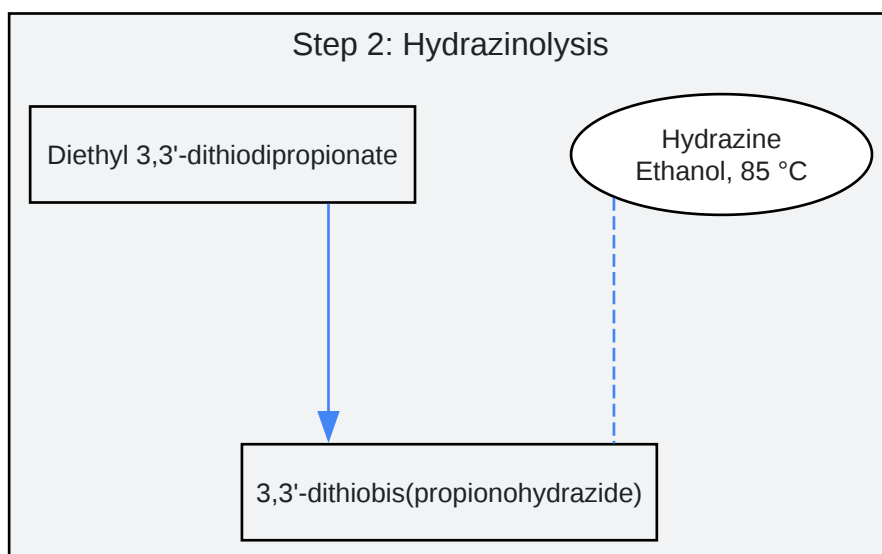 Step 2: Hydrazinolysis
Diethyl 3,3'-dithiodipropionate
Hydrazine
Ethanol, 85 °C
3,3'-dithiobis(propionohydrazide)